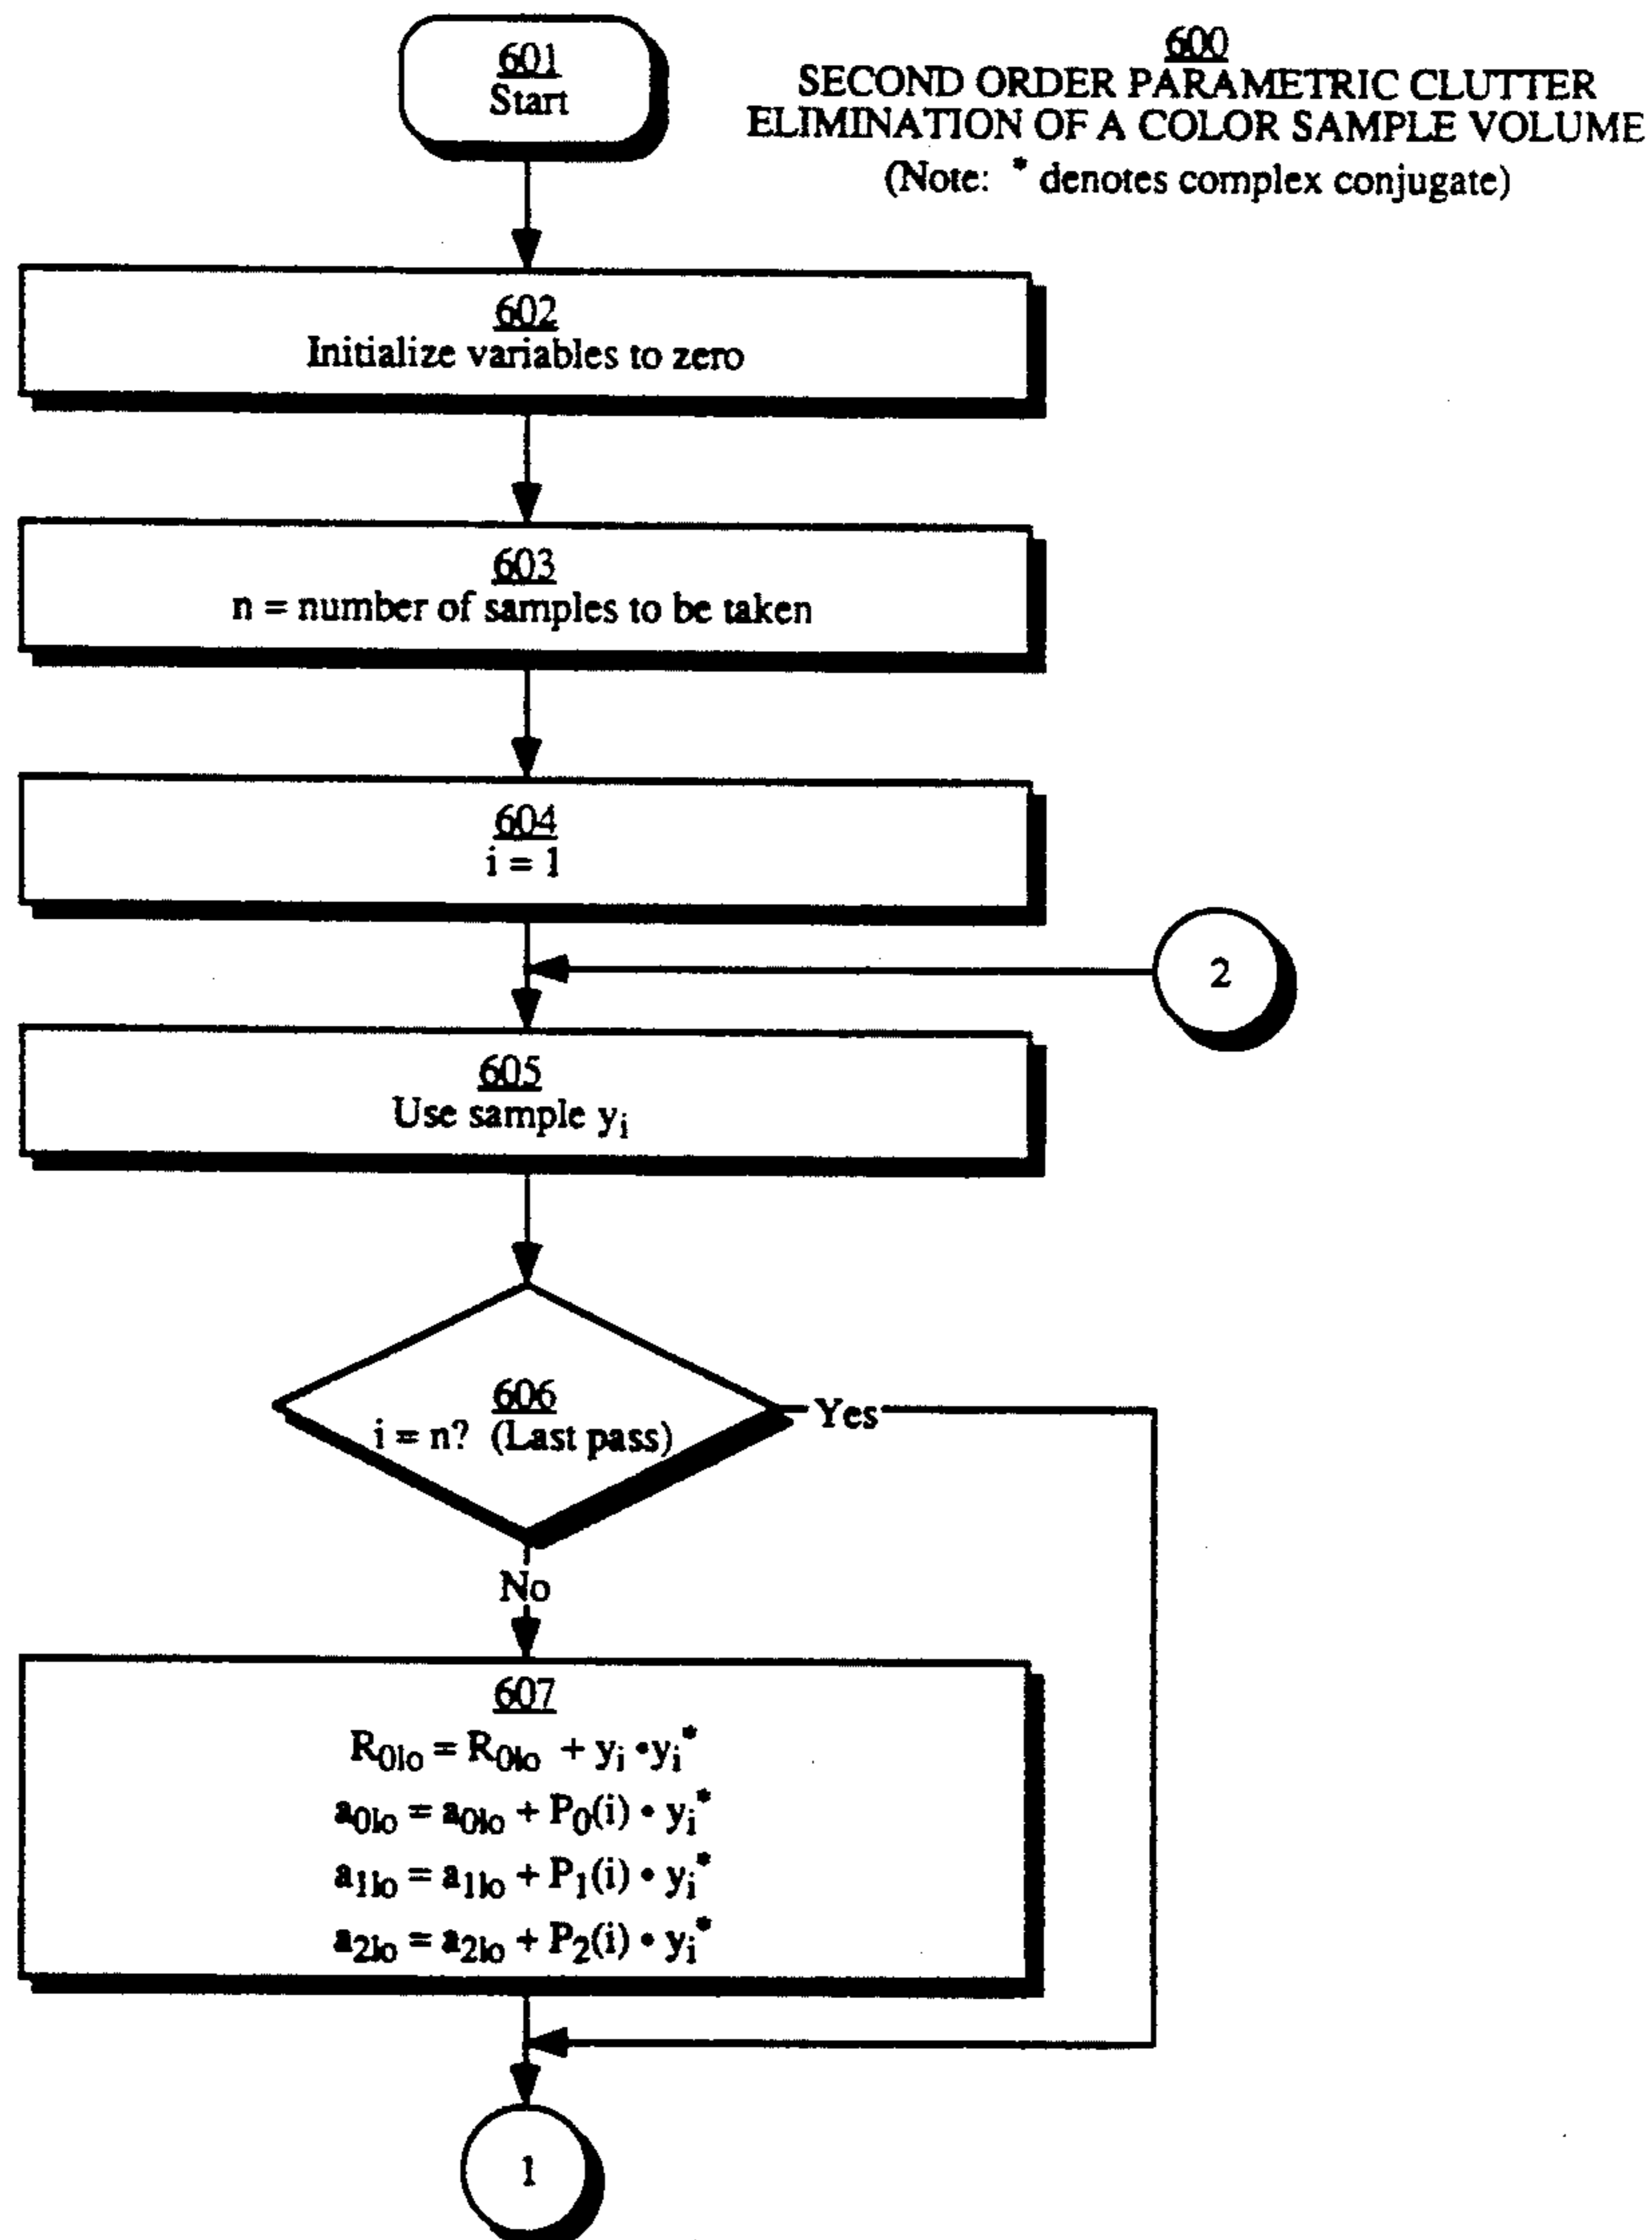 601
Start
600
SECOND ORDER PARAMETRIC CLUTTER
ELIMINATION OF A COLOR SAMPLE VOLUME
(Note: * denotes complex conjugate)
602
Initialize variables to zero
603
n = number of samples to be taken
604
i = 1
2
605
Use sample yᵢ
606
i = n? (Last pass)
Yes
No
607
R₀ₗₒ = R₀ₗₒ + yᵢ •yᵢ*
a₀ₗₒ = a₀ₗₒ + P₀(i) • yᵢ*
a₁ₗₒ = a₁ₗₒ + P₁(i) • yᵢ*
a₂ₗₒ = a₂ₗₒ + P₂(i) • yᵢ*
1